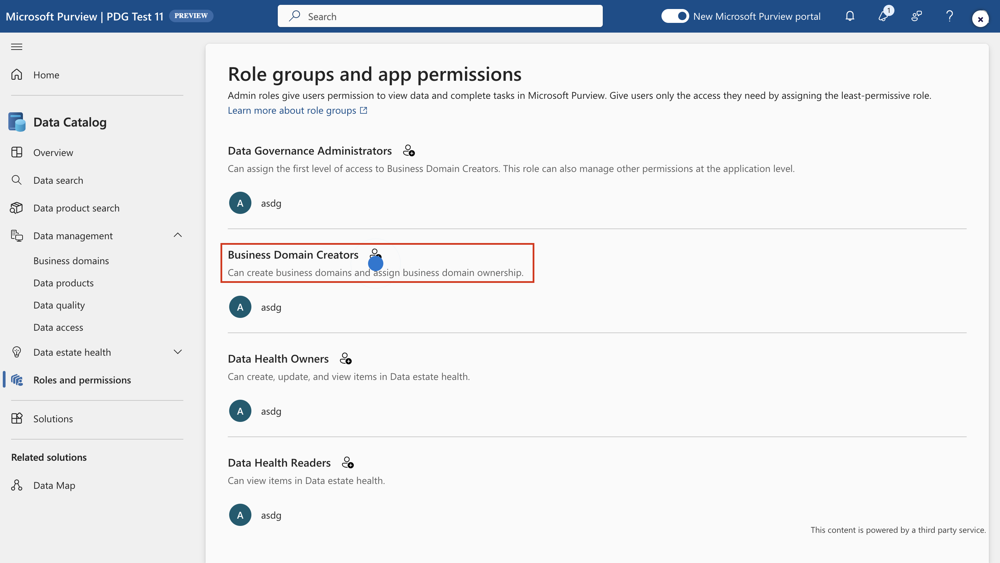 Microsoft Purview | PDG Test 11 PREVIEW
Search
New Microsoft Purview portal
1
Home
Data Catalog
Overview
Data search
Data product search
Data management
Business domains
Data products
Data quality
Data access
Data estate health
Roles and permissions
Solutions
Related solutions
Data Map
Role groups and app permissions
Admin roles give users permission to view data and complete tasks in Microsoft Purview. Give users only the access they need by assigning the least-permissive role.
Learn more about role groups
Data Governance Administrators
Can assign the first level of access to Business Domain Creators. This role can also manage other permissions at the application level.
A asdg
Business Domain Creators
Can create business domains and assign business domain ownership.
A asdg
Data Health Owners
Can create, update, and view items in Data estate health.
A asdg
Data Health Readers
Can view items in Data estate health.
A asdg
This content is powered by a third party service.